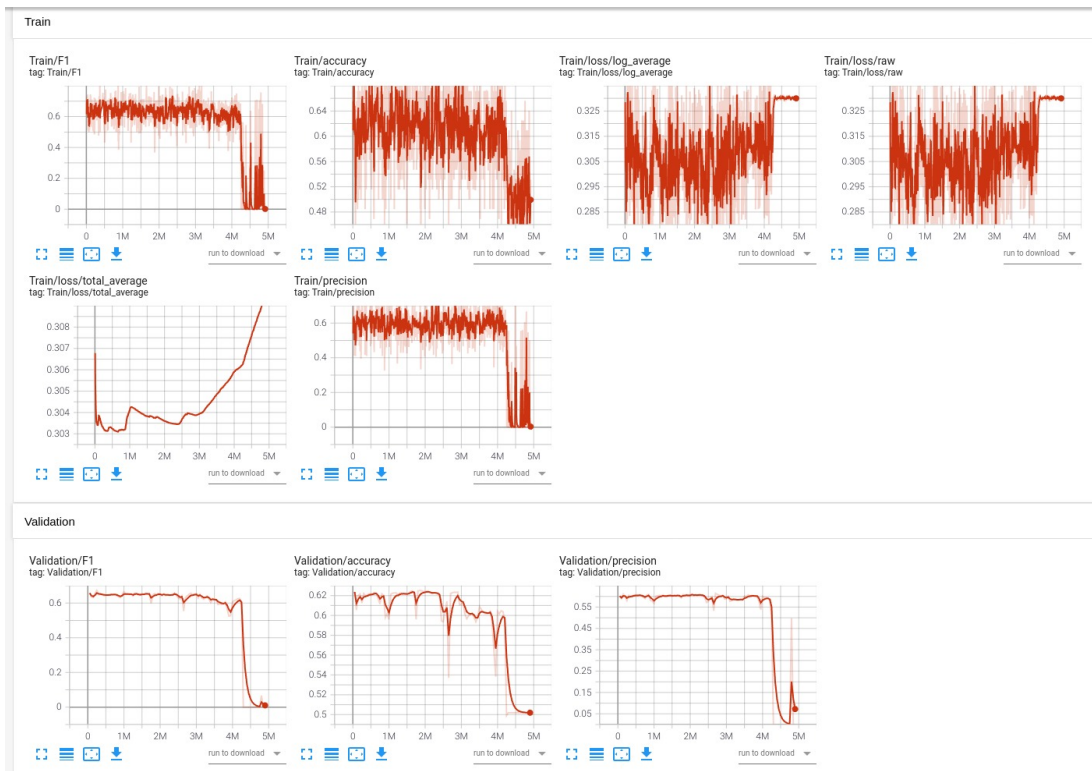 Train
Train/F1
tag: Train/F1
0.6
0.4
0.2
0
0 1M 2M 3M 4M 5M
run to download
Train/accuracy
tag: Train/accuracy
0.64
0.6
0.56
0.52
0.48
0 1M 2M 3M 4M 5M
run to download
Train/loss/log_average
tag: Train/loss/log_average
0.325
0.315
0.305
0.295
0.285
0 1M 2M 3M 4M 5M
run to download
Train/loss/raw
tag: Train/loss/raw
0.325
0.315
0.305
0.295
0.285
0 1M 2M 3M 4M 5M
run to download
Train/loss/total_average
tag: Train/loss/total_average
0.308
0.307
0.306
0.305
0.304
0.303
0 1M 2M 3M 4M 5M
run to download
Train/precision
tag: Train/precision
0.6
0.4
0.2
0
0 1M 2M 3M 4M 5M
run to download
Validation
Validation/F1
tag: Validation/F1
0.6
0.4
0.2
0
0 1M 2M 3M 4M 5M
run to download
Validation/accuracy
tag: Validation/accuracy
0.62
0.6
0.58
0.56
0.54
0.52
0.5
0 1M 2M 3M 4M 5M
run to download
Validation/precision
tag: Validation/precision
0.55
0.45
0.35
0.25
0.15
0.05
0 1M 2M 3M 4M 5M
run to download